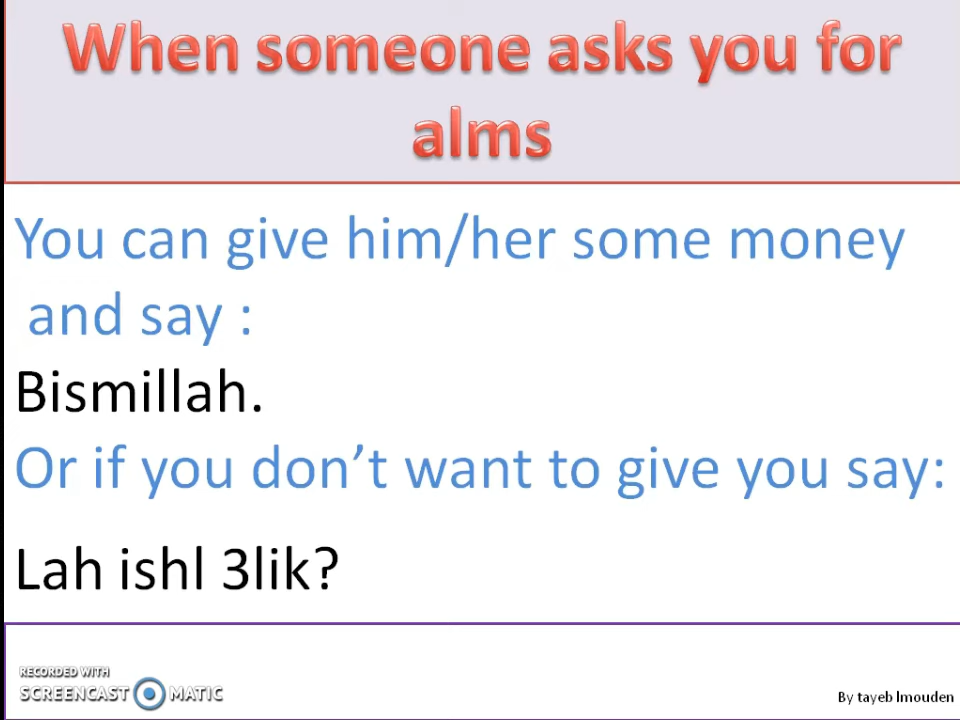 When someone asks you for
alms
You can give him/her some money
and say :
Bismillah.
Or if you don’t want to give you say:
Lah ishl 3lik?
RECORDED WITH
SCREENCAST MATIC
By tayeb lmouden